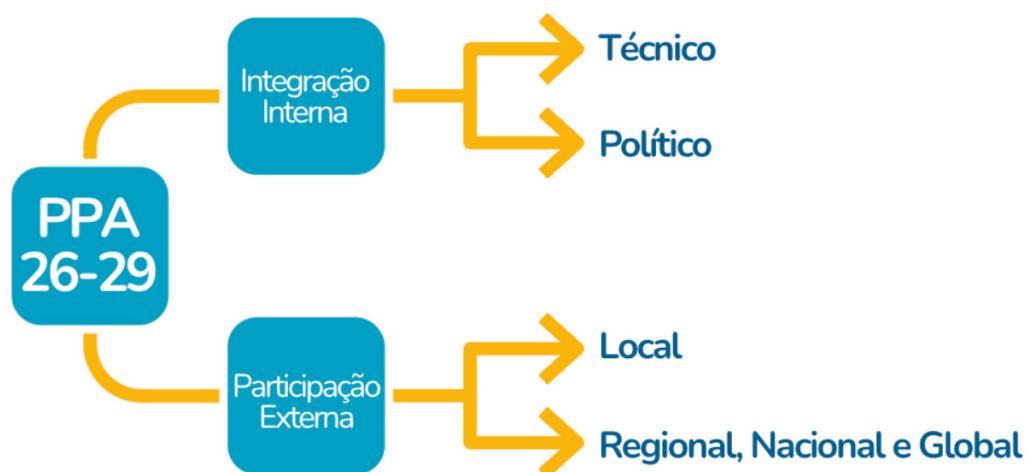 PPA
26-29
Integração
Interna
Técnico
Político
Participação
Externa
Local
Regional, Nacional e Global